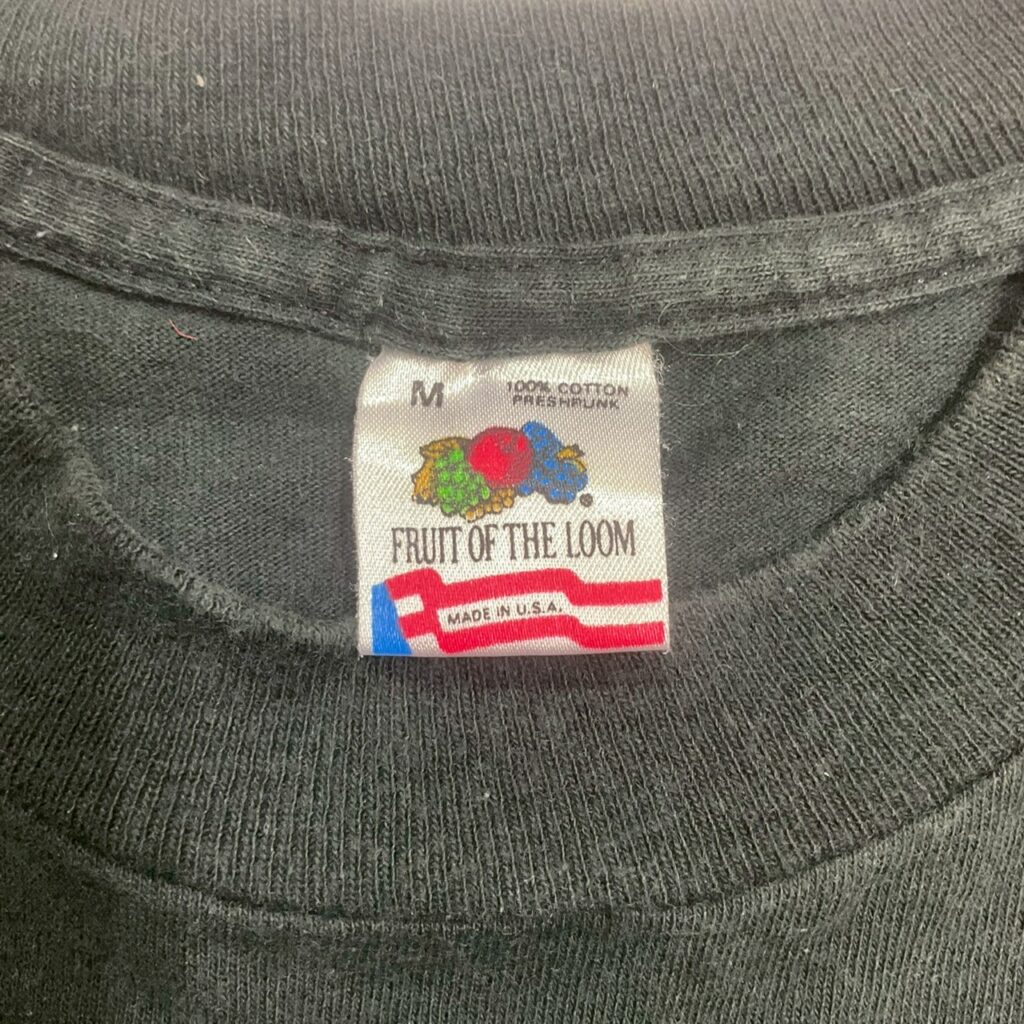 M 100% COTTON
PRESHRUNK
®
FRUIT OF THE LOOM
MADE IN U.S.A.